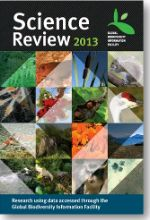 Science
Review 2013
GLOBAL
BIODIVERSITY
INFORMATION
FACILITY
Research using data accessed through the
Global Biodiversity Information Facility